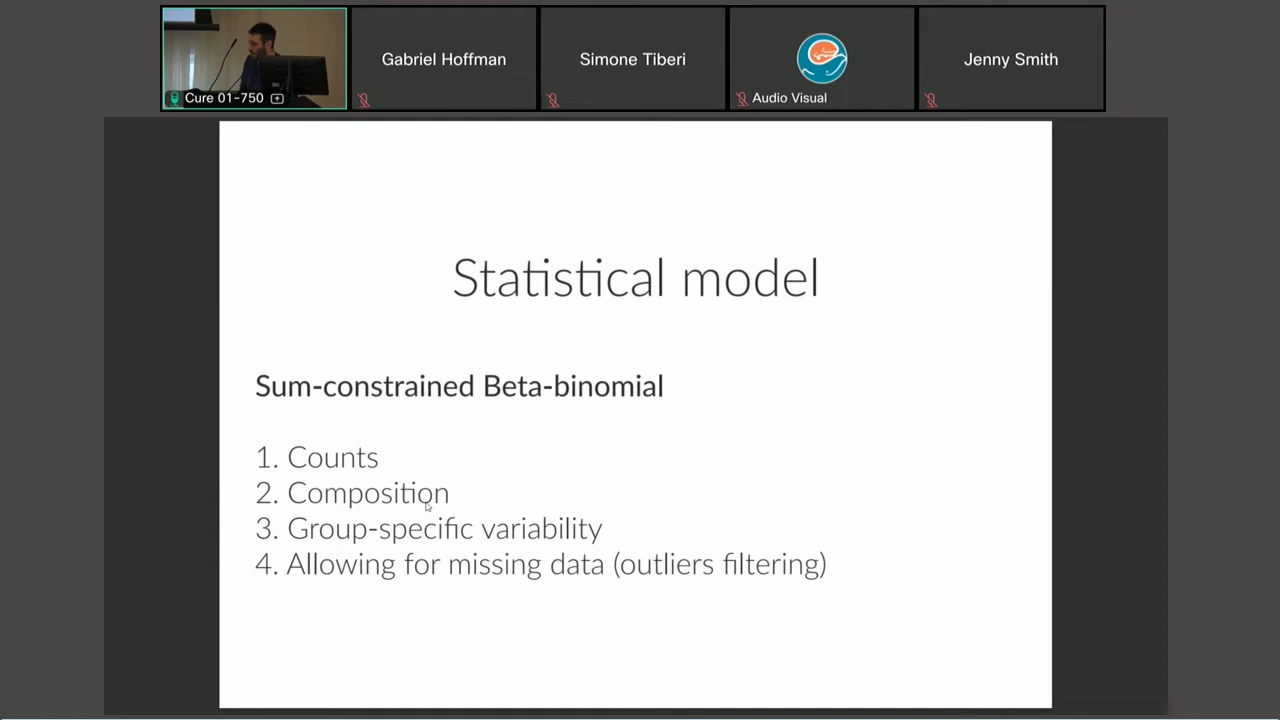 Cure 01-750
Gabriel Hoffman
Simone Tiberi
Audio Visual
Jenny Smith
Statistical model
Sum-constrained Beta-binomial
1. Counts
2. Composition
3. Group-specific variability
4. Allowing for missing data (outliers filtering)